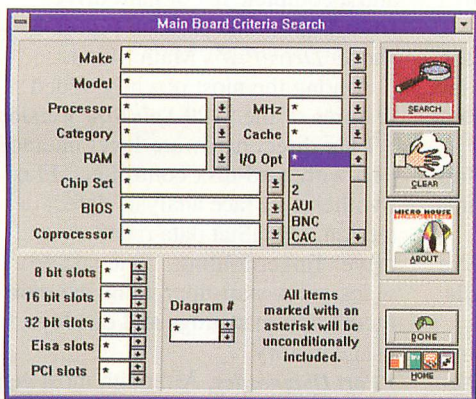 Main Board Criteria Search
Make *
Model *
Processor * MHz *
Category * Cache *
RAM * I/O Opt *
—
2
AUI
BNC
CAC
Chip Set *
BIOS *
Coprocessor *
8 bit slots *
16 bit slots *
32 bit slots *
Eisa slots *
PCI slots *
Diagram #
*
All items
marked with an
asterisk will be
unconditionally
included.
SEARCH
CLEAR
MICRO HOUSE
ABOUT
DONE
HOME